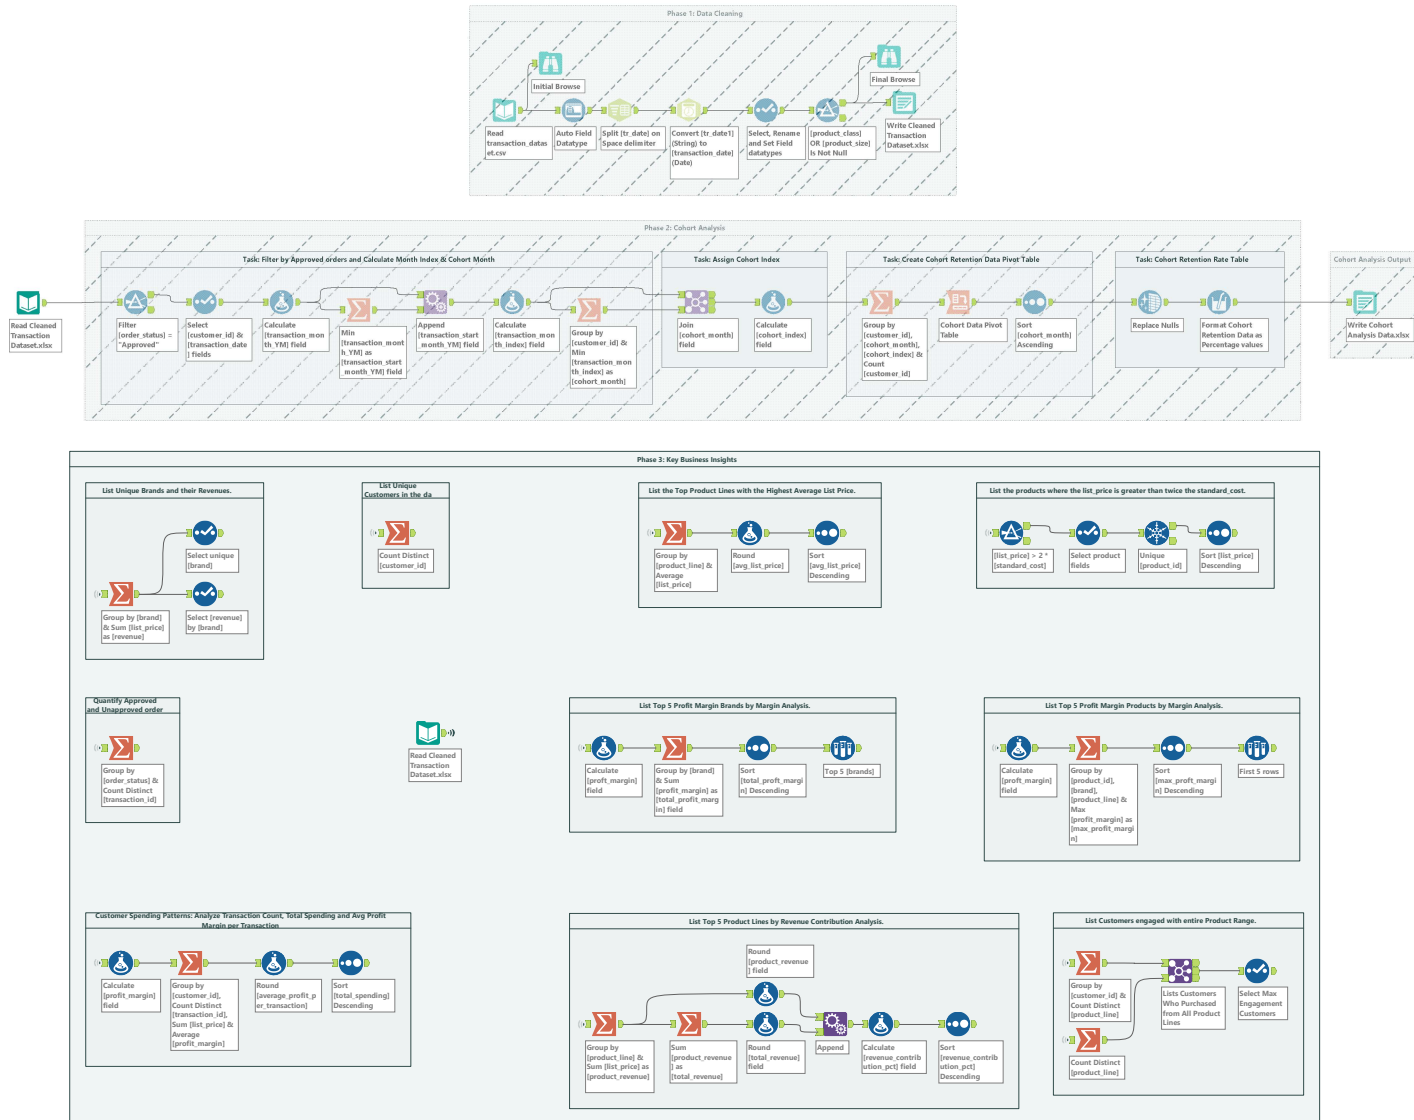 Phase 1: Data Cleaning
Initial Browse
Final Browse
Read
transaction_datas
et.csv
Auto Field
Datatype
Split [tr_date] on
Space delimiter
Convert [tr_date1]
(String) to
[transaction_date]
(Date)
Select, Rename
and Set Field
datatypes
[product_class]
OR [product_size]
Is Not Null
Write Cleaned
Transaction
Dataset.xlsx
Phase 2: Cohort Analysis
Task: Filter by Approved orders and Calculate Month Index & Cohort Month
Task: Assign Cohort Index
Task: Create Cohort Retention Data Pivot Table
Task: Cohort Retention Rate Table
Cohort Analysis Output
Read Cleaned
Transaction
Dataset.xlsx
Filter
[order_status] =
"Approved"
Select
[customer_id] &
[transaction_date
] fields
Calculate
[transaction_mon
th_YM] field
Min
[transaction_mont
h_YM] as
[transaction_start
_month_YM] field
Append
[transaction_start
_month_YM] field
Calculate
[transaction_mon
th_index] field
Group by
[customer_id] &
Min
[transaction_mo
nth_index] as
[cohort_month]
Join
[cohort_month]
field
Calculate
[cohort_index]
field
Group by
[customer_id],
[cohort_month],
[cohort_index] &
Count
[customer_id]
Cohort Data Pivot
Table
Sort
[cohort_month]
Ascending
Replace Nulls
Format Cohort
Retention Data as
Percentage values
Write Cohort
Analysis Data.xlsx
Phase 3: Key Business Insights
List Unique Brands and their Revenues.
Select unique
[brand]
Group by [brand]
& Sum [list_price]
as [revenue]
Select [revenue]
by [brand]
List Unique
Customers in the da
Count Distinct
[customer_id]
List the Top Product Lines with the Highest Average List Price.
Group by
[product_line] &
Average
[list_price]
Round
[avg_list_price]
Sort
[avg_list_price]
Descending
List the products where the list_price is greater than twice the standard_cost.
[list_price] > 2 *
[standard_cost]
Select product
fields
Unique
[product_id]
Sort [list_price]
Descending
Quantify Approved
and Unapproved order
Group by
[order_status] &
Count Distinct
[transaction_id]
Read Cleaned
Transaction
Dataset.xlsx
List Top 5 Profit Margin Brands by Margin Analysis.
Calculate
[proft_margin]
field
Group by [brand]
& Sum
[profit_margin] as
[total_profit_marg
in] field
Sort
[total_proft_margi
n] Descending
Top 5 [brands]
List Top 5 Profit Margin Products by Margin Analysis.
Calculate
[proft_margin]
field
Group by
[product_id],
[brand],
[product_line] &
Max
[profit_margin] as
[max_profit_margi
n]
Sort
[max_proft_margi
n] Descending
First 5 rows
Customer Spending Patterns: Analyze Transaction Count, Total Spending and Avg Profit
Margin per Transaction
Calculate
[profit_margin]
field
Group by
[customer_id],
Count Distinct
[transaction_id],
Sum [list_price] &
Average
[profit_margin]
Round
[average_profit_p
er_transaction]
Sort
[total_spending]
Descending
List Top 5 Product Lines by Revenue Contribution Analysis.
Round
[product_revenue
] field
Group by
[product_line] &
Sum [list_price] as
[product_revenue]
Sum
[product_revenue
] as
[total_revenue]
Round
[total_revenue]
field
Append
Calculate
[revenue_contrib
ution_pct] field
Sort
[revenue_contrib
ution_pct]
Descending
List Customers engaged with entire Product Range.
Group by
[customer_id] &
Count Distinct
[product_line]
Lists Customers
Who Purchased
from All Product
Lines
Select Max
Engagement
Customers
Count Distinct
[product_line]